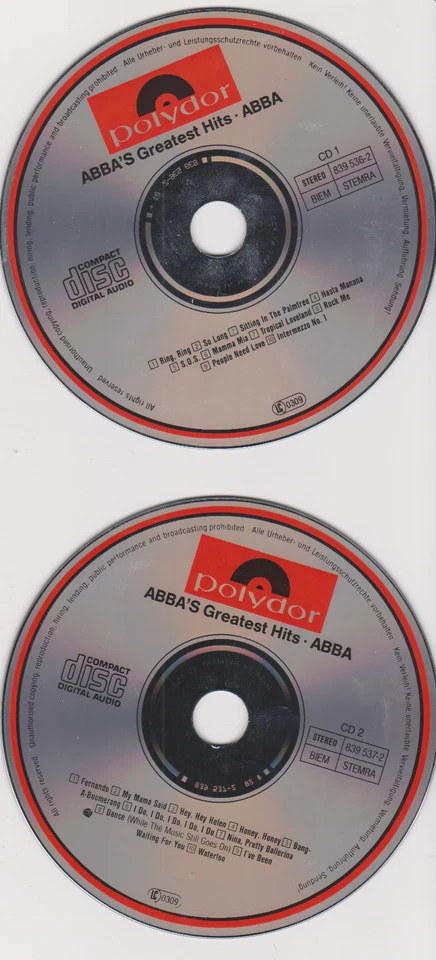 All rights reserved Unauthorised copying, reproduction, hiring, lending, public performance and broadcasting prohibited Alle Urheber- und Leistungsschutzrechte vorbehalten Kein Verleih! Keine unerlaubte Vervielfältigung, Vermietung, Aufführung, Sendung!
polydor
ABBA'S Greatest Hits · ABBA
CD 1
STEREO 839 536-2
BIEM STEMRA
COMPACT
disc
DIGITAL AUDIO
1 Ring, Ring 2 So Long 3 Sitting In The Palmtree 4 Hasta Manana
5 S.O.S. 6 Mamma Mia 7 Tropical Loveland 8 Rock Me
9 People Need Love 10 Intermezzo No. 1
LC 0309
All rights reserved Unauthorised copying, reproduction, hiring, lending, public performance and broadcasting prohibited Alle Urheber- und Leistungsschutzrechte vorbehalten Kein Verleih! Keine unerlaubte Vervielfältigung, Vermietung, Aufführung, Sendung!
polydor
ABBA'S Greatest Hits · ABBA
CD 2
STEREO 839 537-2
BIEM STEMRA
COMPACT
disc
DIGITAL AUDIO
1 Fernando 2 My Mama Said 3 Hey, Hey Helen 4 Honey, Honey 5 Bang-
A-Boomerang 6 I Do, I Do, I Do, I Do, I Do 7 Nina, Pretty Ballerina
8 Dance (While The Music Still Goes On) 9 I've Been
Waiting For You 10 Waterloo
LC 0309